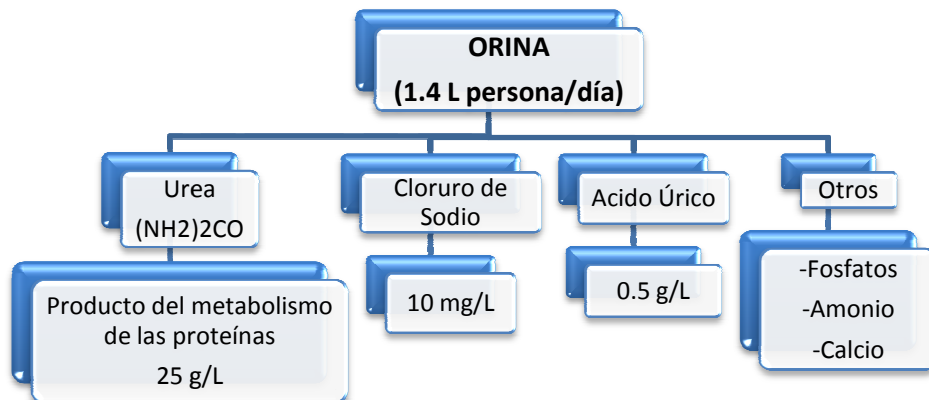 ORINA
(1.4 L persona/día)
Urea
(NH2)2CO
Producto del metabolismo
de las proteínas
25 g/L
Cloruro de
Sodio
10 mg/L
Acido Úrico
0.5 g/L
Otros
-Fosfatos
-Amonio
-Calcio